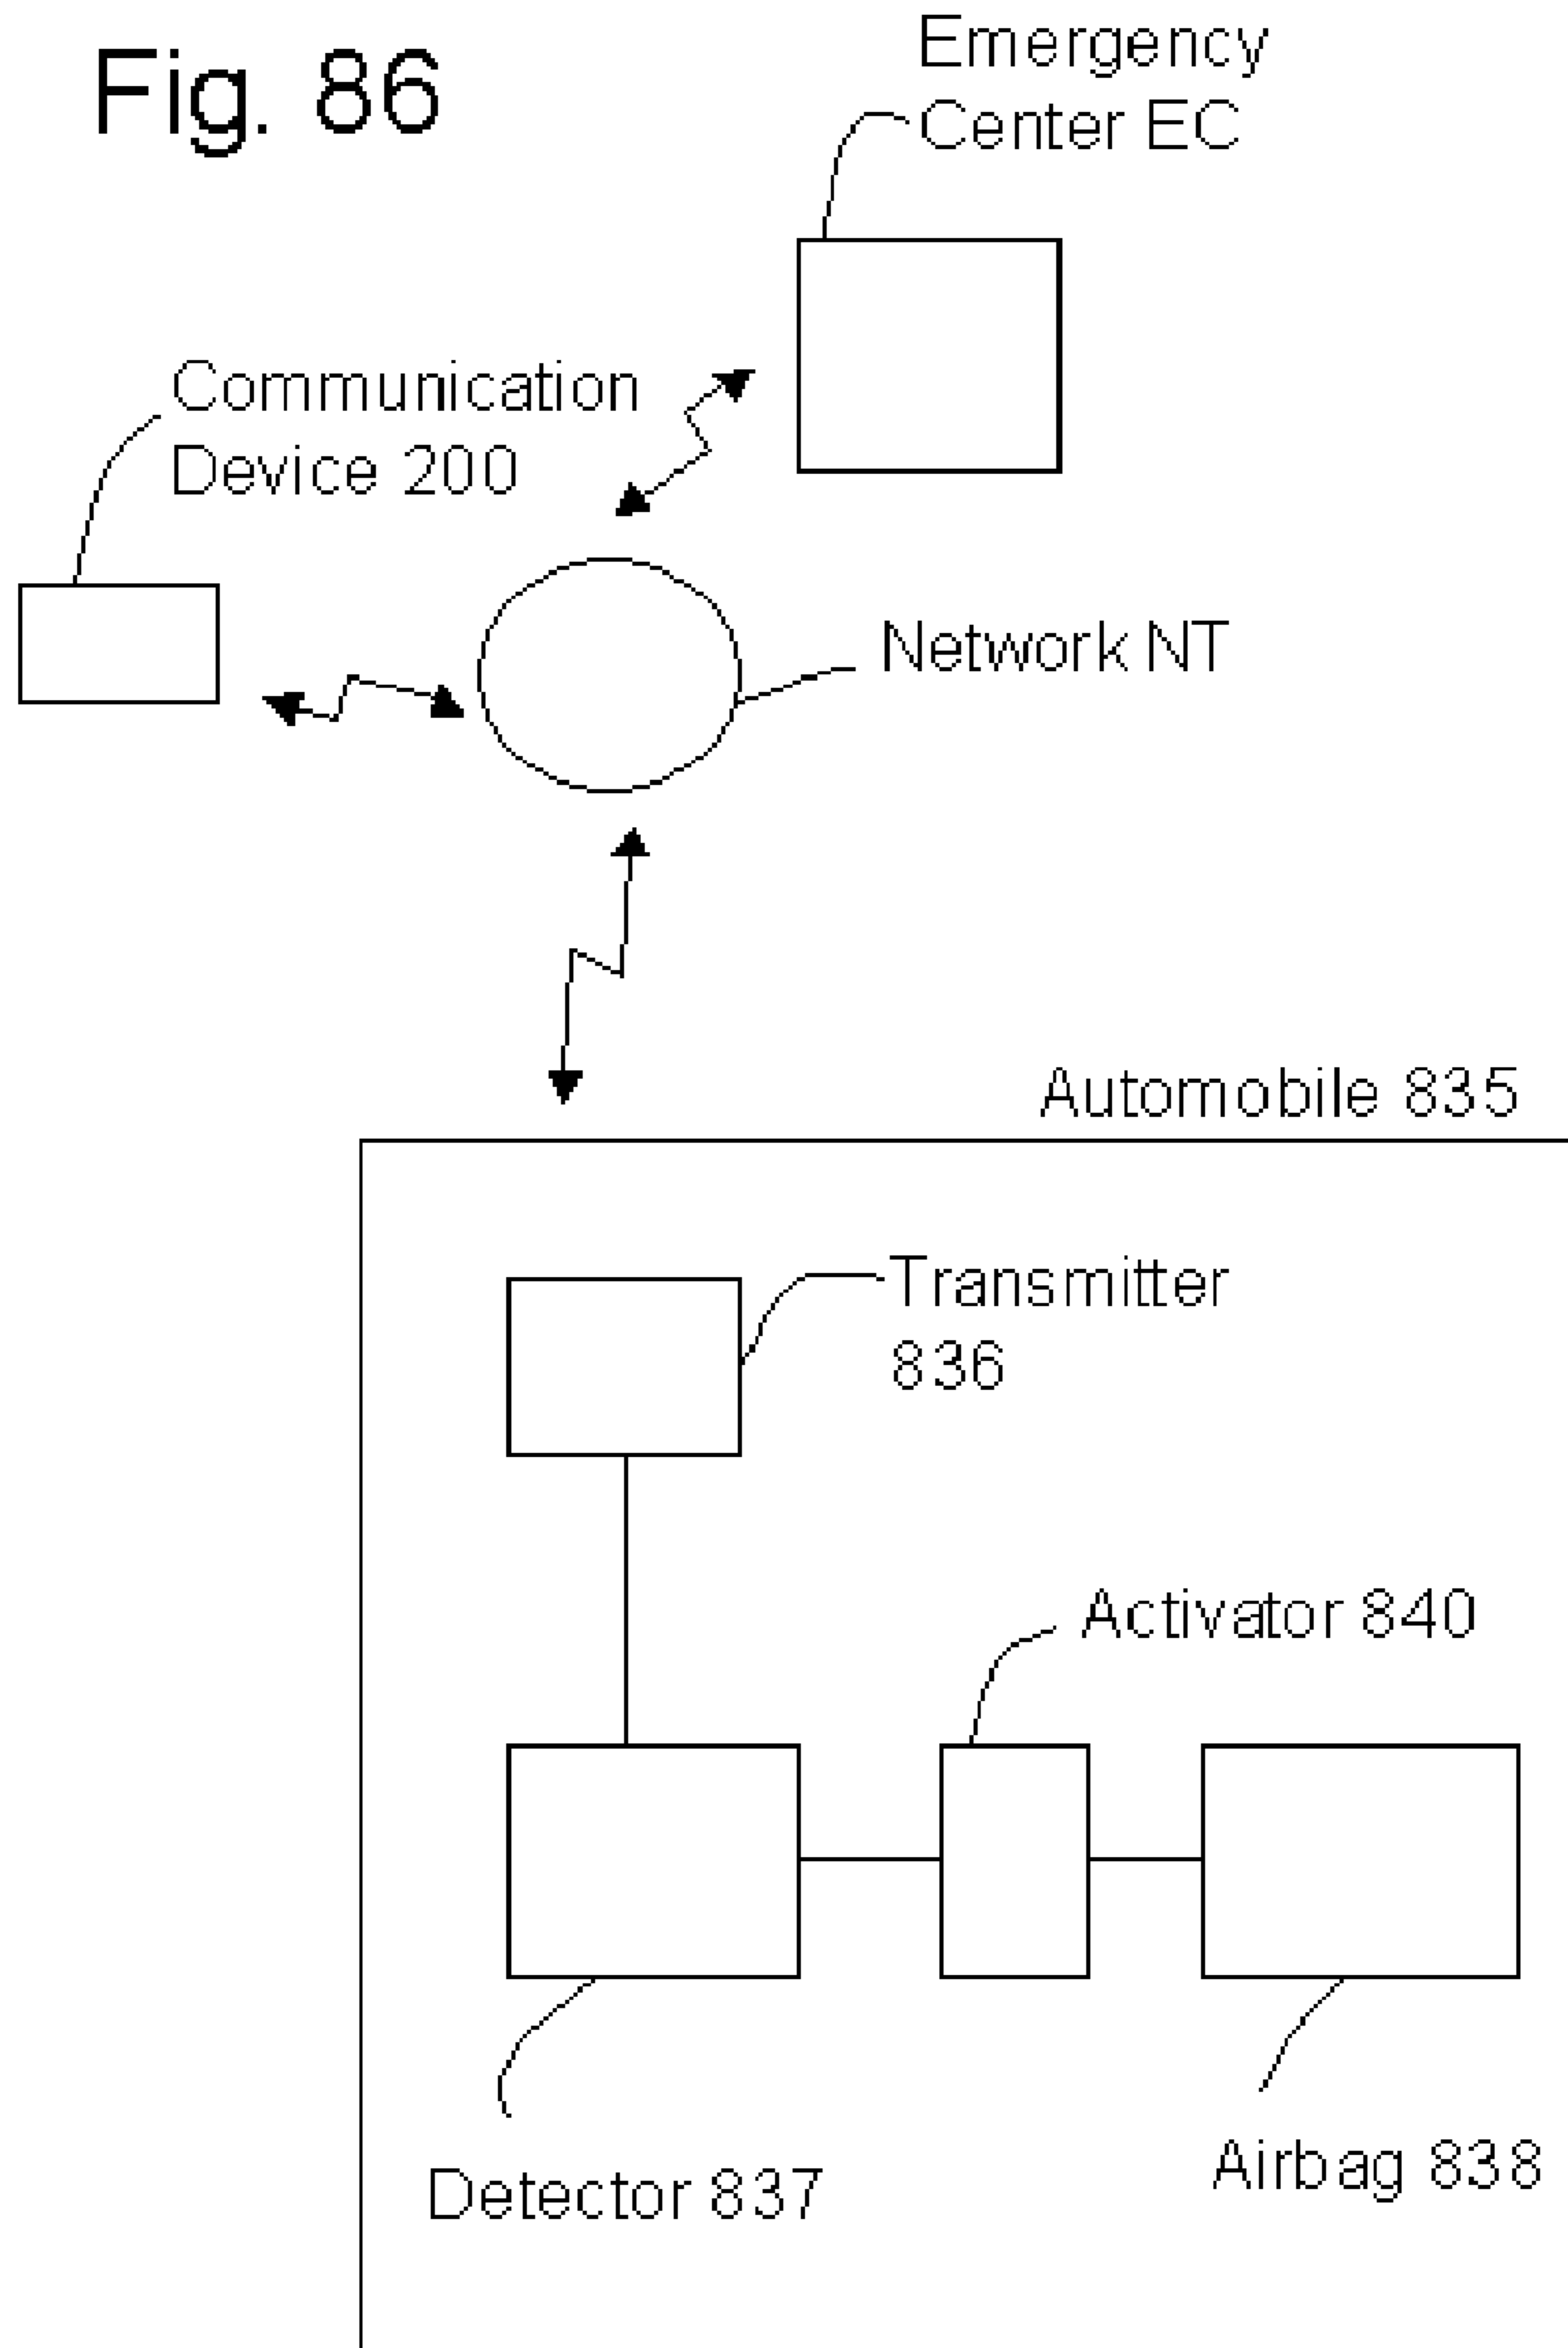 Fig. 86
Emergency
Center EC
Communication
Device 200
Network NT
Automobile 835
Transmitter
836
Activator 840
Detector 837
Airbag 838